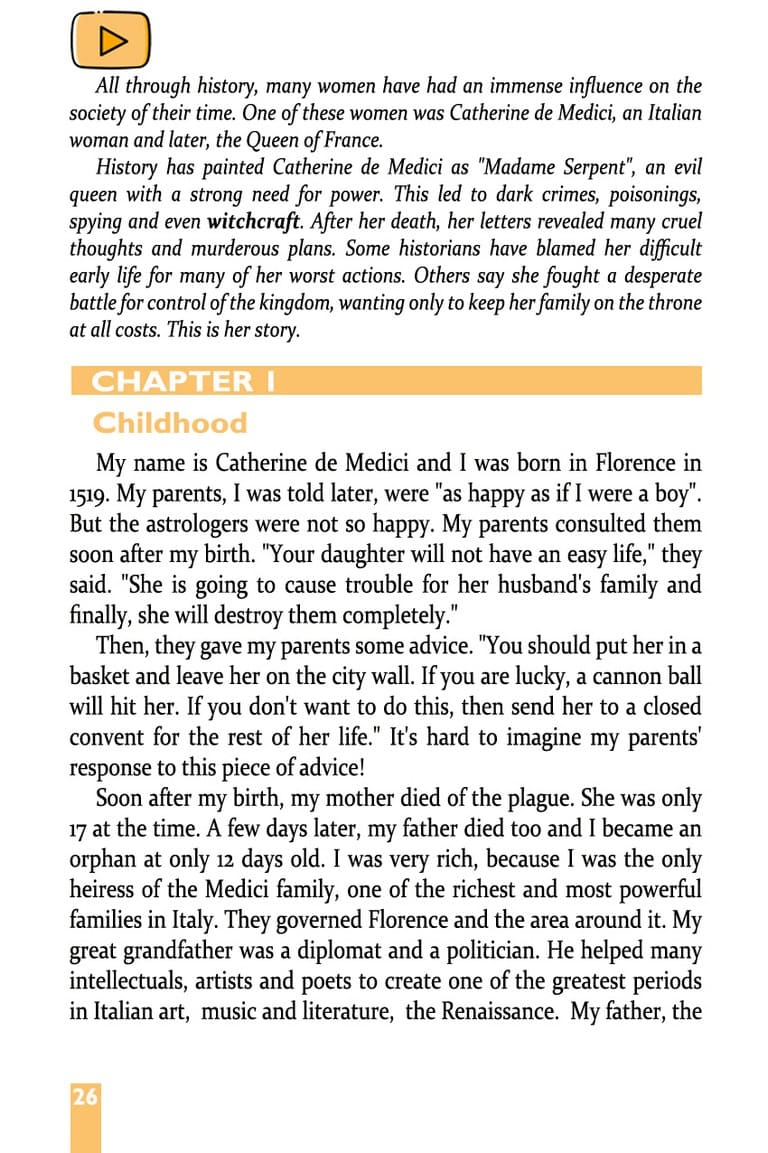 All through history, many women have had an immense influence on the
society of their time. One of these women was Catherine de Medici, an Italian
woman and later, the Queen of France.
History has painted Catherine de Medici as "Madame Serpent", an evil
queen with a strong need for power. This led to dark crimes, poisonings,
spying and even witchcraft. After her death, her letters revealed many cruel
thoughts and murderous plans. Some historians have blamed her difficult
early life for many of her worst actions. Others say she fought a desperate
battle for control of the kingdom, wanting only to keep her family on the throne
at all costs. This is her story.
CHAPTER I
Childhood
My name is Catherine de Medici and I was born in Florence in
1519. My parents, I was told later, were "as happy as if I were a boy".
But the astrologers were not so happy. My parents consulted them
soon after my birth. "Your daughter will not have an easy life," they
said. "She is going to cause trouble for her husband's family and
finally, she will destroy them completely."
Then, they gave my parents some advice. "You should put her in a
basket and leave her on the city wall. If you are lucky, a cannon ball
will hit her. If you don't want to do this, then send her to a closed
convent for the rest of her life." It's hard to imagine my parents'
response to this piece of advice!
Soon after my birth, my mother died of the plague. She was only
17 at the time. A few days later, my father died too and I became an
orphan at only 12 days old. I was very rich, because I was the only
heiress of the Medici family, one of the richest and most powerful
families in Italy. They governed Florence and the area around it. My
great grandfather was a diplomat and a politician. He helped many
intellectuals, artists and poets to create one of the greatest periods
in Italian art, music and literature, the Renaissance. My father, the
26